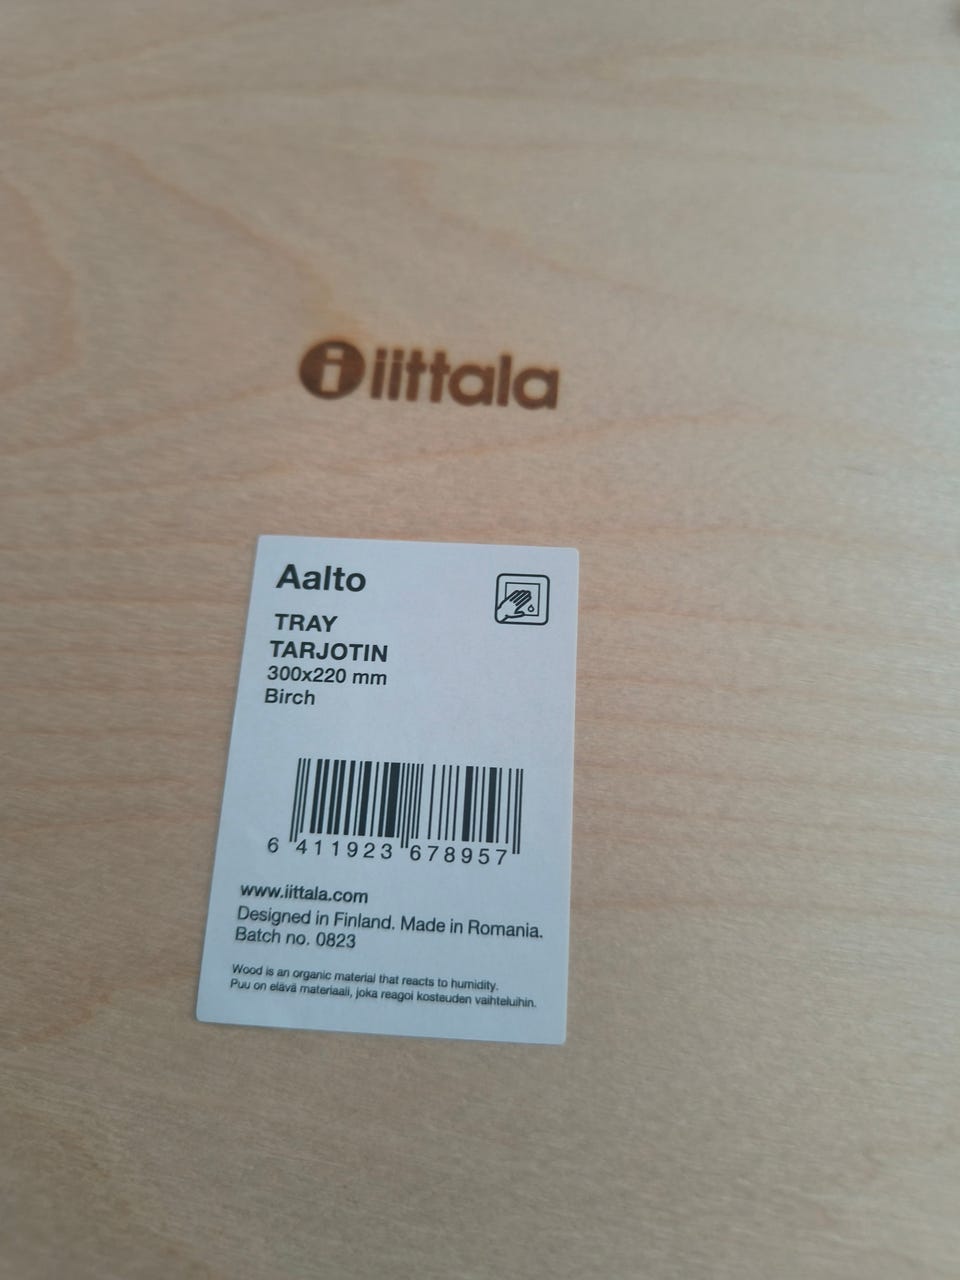 iittala
Aalto
TRAY
TARJOTIN
300x220 mm
Birch
6 411923 678957
www.iittala.com
Designed in Finland. Made in Romania.
Batch no. 0823
Wood is an organic material that reacts to humidity.
Puu on elävä materiaali, joka reagoi kosteuden vaihteluihin.